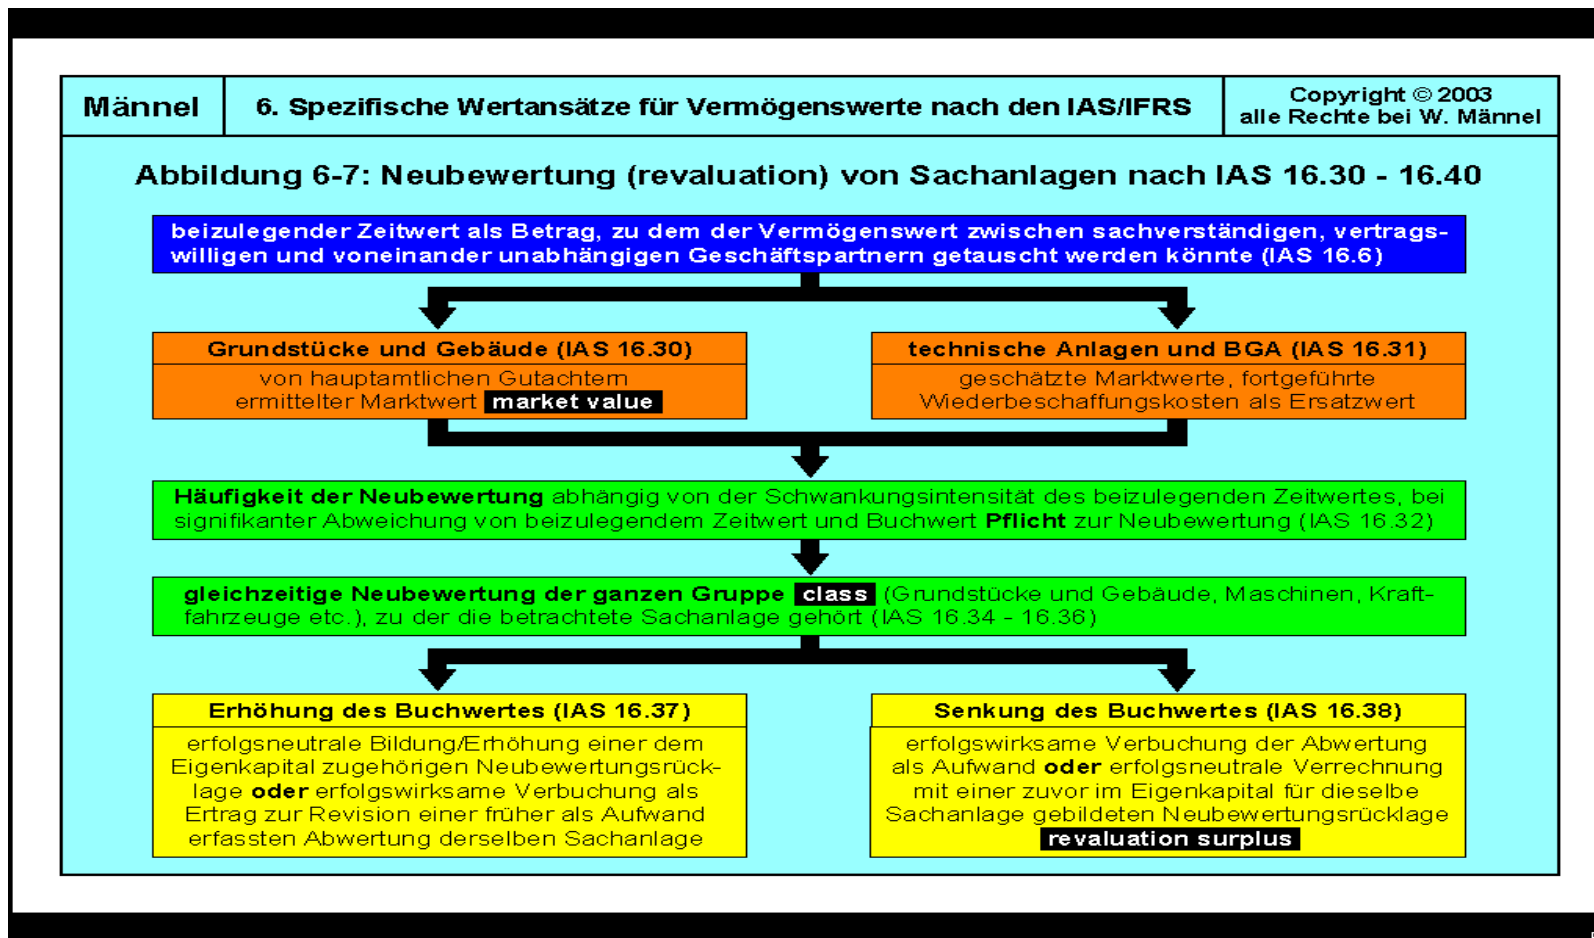 Männel
6. Spezifische Wertansätze für Vermögenswerte nach den IAS/IFRS
Copyright © 2003
alle Rechte bei W. Männel
Abbildung 6-7: Neubewertung (revaluation) von Sachanlagen nach IAS 16.30 - 16.40
beizulegender Zeitwert als Betrag, zu dem der Vermögenswert zwischen sachverständigen, vertrags-
willigen und voneinander unabhängigen Geschäftspartnern getauscht werden könnte (IAS 16.6)
Grundstücke und Gebäude (IAS 16.30)
von hauptamtlichen Gutachtern
ermittelter Marktwert market value
technische Anlagen und BGA (IAS 16.31)
geschätzte Marktwerte, fortgeführte
Wiederbeschaffungskosten als Ersatzwert
Häufigkeit der Neubewertung abhängig von der Schwankungsintensität des beizulegenden Zeitwertes, bei
signifikanter Abweichung von beizulegendem Zeitwert und Buchwert Pflicht zur Neubewertung (IAS 16.32)
gleichzeitige Neubewertung der ganzen Gruppe class (Grundstücke und Gebäude, Maschinen, Kraft-
fahrzeuge etc.), zu der die betrachtete Sachanlage gehört (IAS 16.34 - 16.36)
Erhöhung des Buchwertes (IAS 16.37)
erfolgsneutrale Bildung/Erhöhung einer dem
Eigenkapital zugehörigen Neubewertungsrück-
lage oder erfolgswirksame Verbuchung als
Ertrag zur Revision einer früher als Aufwand
erfassten Abwertung derselben Sachanlage
Senkung des Buchwertes (IAS 16.38)
erfolgswirksame Verbuchung der Abwertung
als Aufwand oder erfolgsneutrale Verrechnung
mit einer zuvor im Eigenkapital für dieselbe
Sachanlage gebildeten Neubewertungsrücklage
revaluation surplus